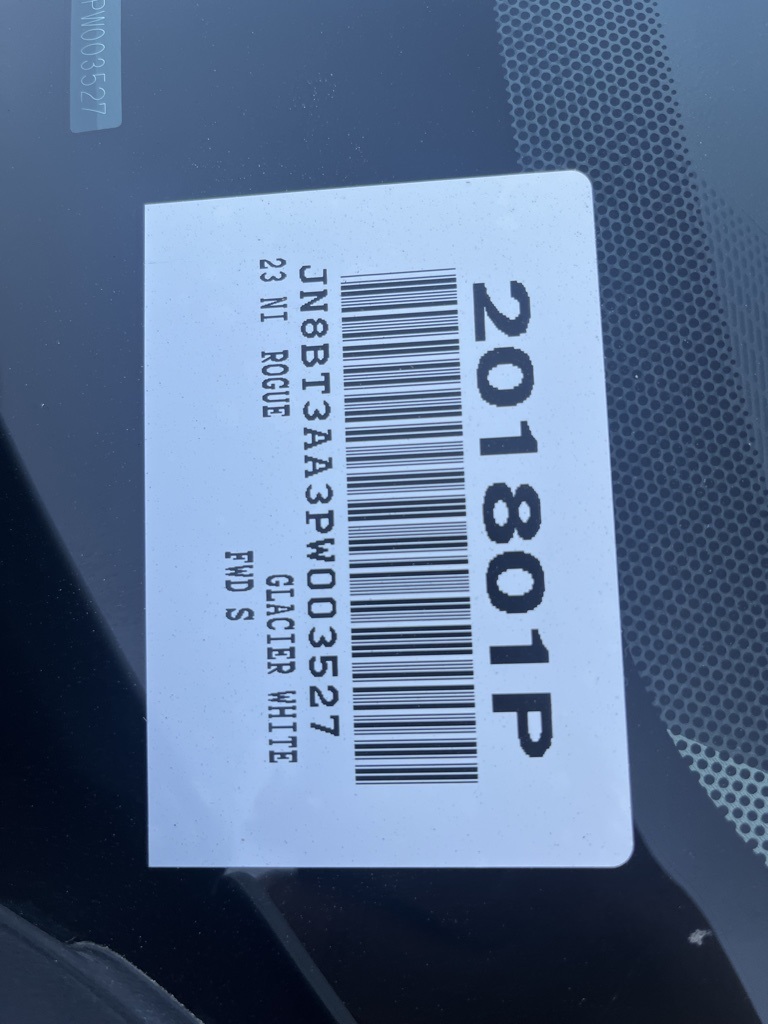 201801P
JN8BT3AA3PW003527
23 NI ROGUE
GLACIER WHITE
FWD S
PW003527